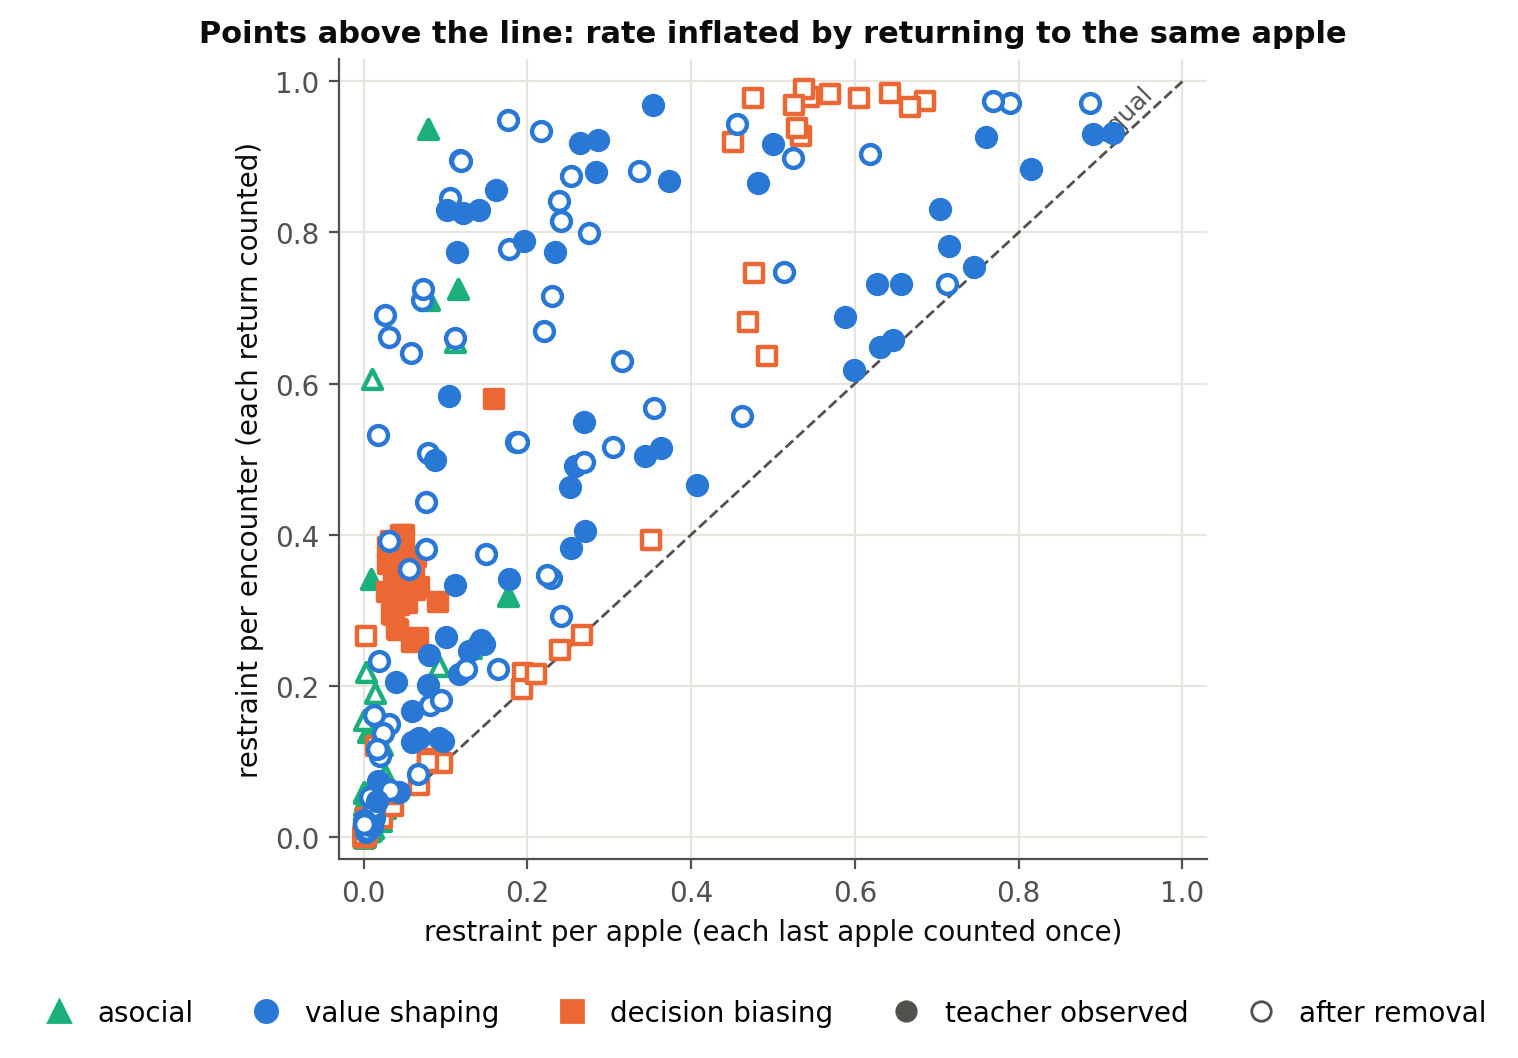 Points above the line: rate inflated by returning to the same apple
restraint per encounter (each return counted)
1.0
0.8
0.6
0.4
0.2
0.0
0.0 0.2 0.4 0.6 0.8 1.0
restraint per apple (each last apple counted once)
asocial value shaping decision biasing teacher observed after removal